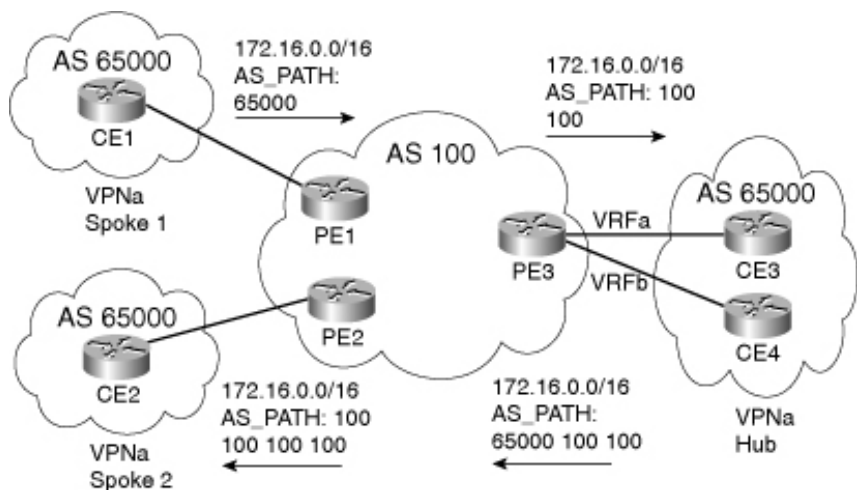 AS 65000
CE1
VPNa
Spoke 1
172.16.0.0/16
AS_PATH:
65000
172.16.0.0/16
AS_PATH: 100
100
AS 100
PE1
PE2
PE3
VRFa
VRFb
AS 65000
CE3
CE4
VPNa
Hub
AS 65000
CE2
VPNa
Spoke 2
172.16.0.0/16
AS_PATH: 100
100 100 100
172.16.0.0/16
AS_PATH:
65000 100 100